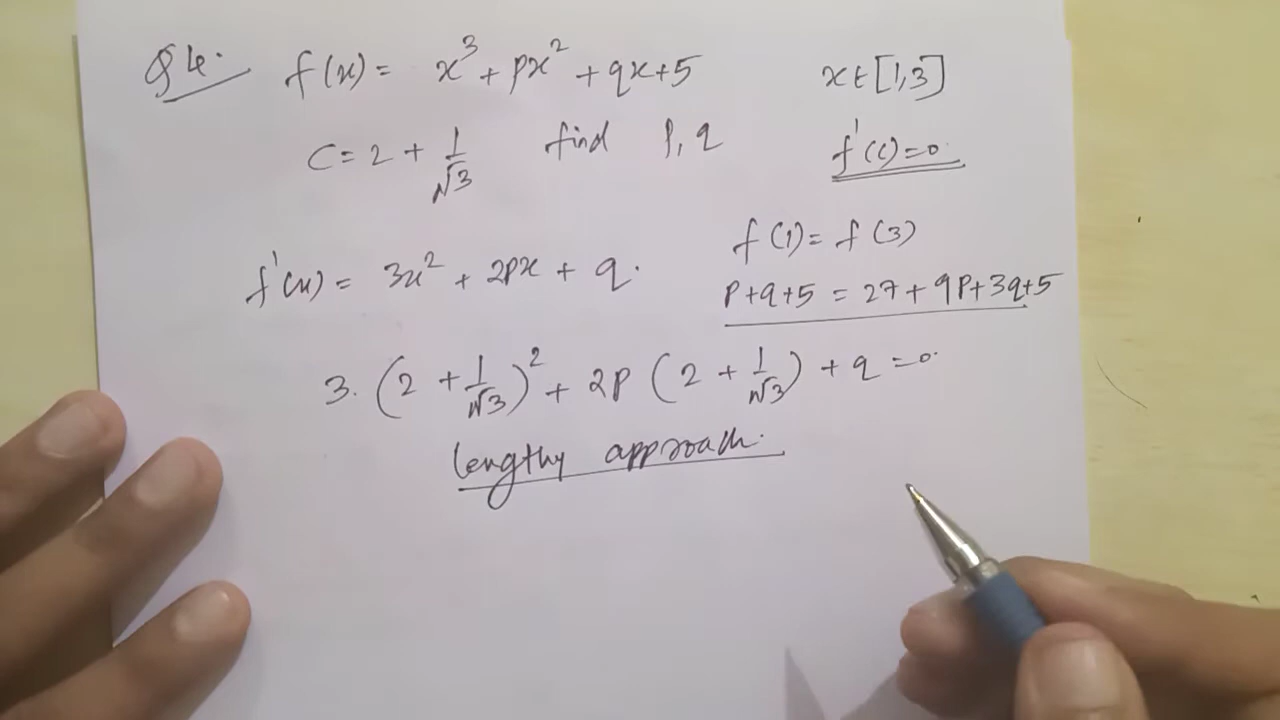 Q4. f(x) = x³ + px² + qx+5 x∈[1,3]
C = 2 + 1/√3 find p, q f'(c)=0.
f(1) = f(3)
f'(x) = 3x² + 2px + q.
p+q+5 = 27+9p+3q+5
3. (2 + 1/√3)² + 2p (2 + 1/√3) + q = 0.
lengthy approach.